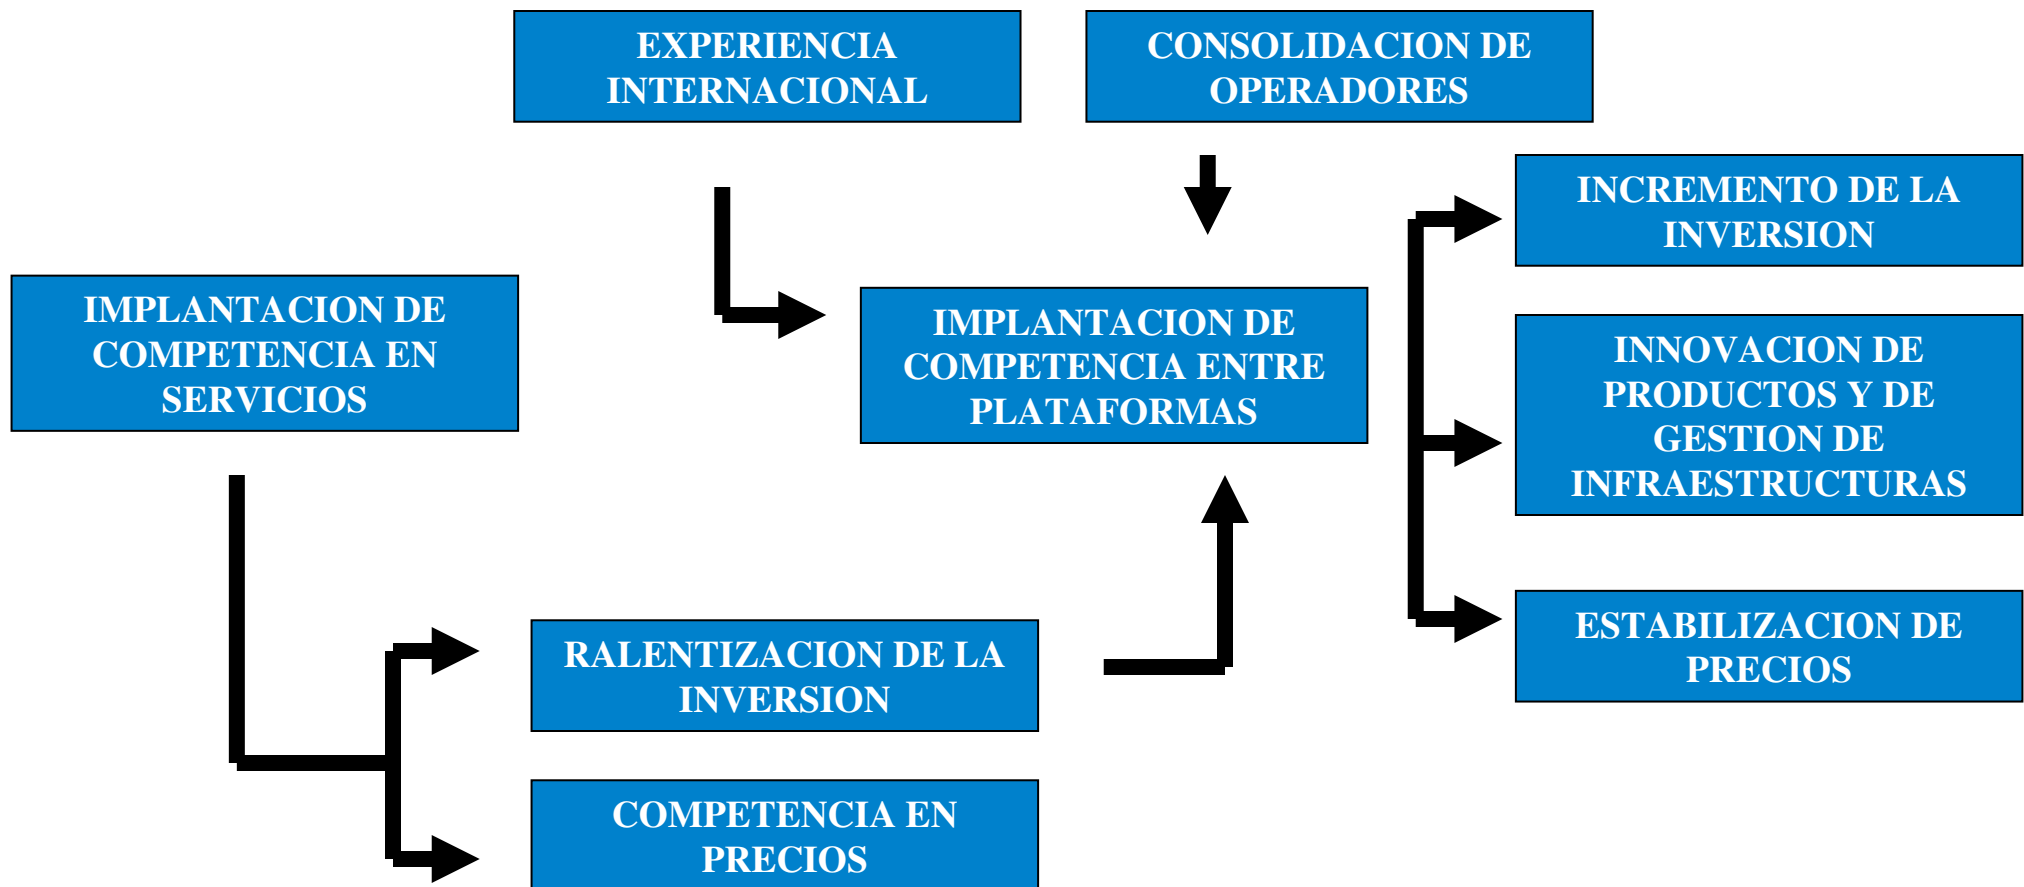 EXPERIENCIA
INTERNACIONAL
CONSOLIDACION DE
OPERADORES
INCREMENTO DE LA
INVERSION
IMPLANTACION DE
COMPETENCIA EN
SERVICIOS
IMPLANTACION DE
COMPETENCIA ENTRE
PLATAFORMAS
INNOVACION DE
PRODUCTOS Y DE
GESTION DE
INFRAESTRUCTURAS
RALENTIZACION DE LA
INVERSION
ESTABILIZACION DE
PRECIOS
COMPETENCIA EN
PRECIOS